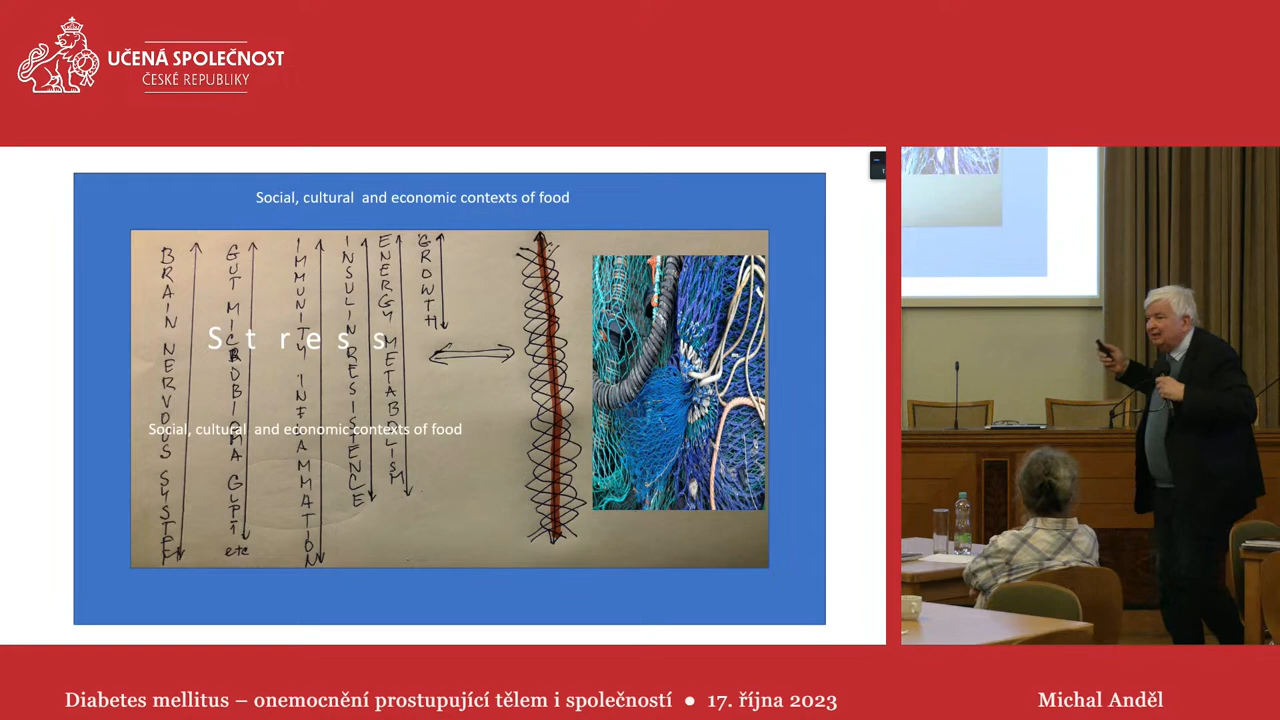 UČENÁ SPOLEČNOST
ČESKÉ REPUBLIKY
Social, cultural and economic contexts of food
BRAIN NERVOUS SYSTEM
GUT MICROBIOMA GLP1
etc
IMMUNITY INFLAMMATION
INSULIN RESISTENCE
ENERGY METABOLISM
GROWTH
Stress
Social, cultural and economic contexts of food
Diabetes mellitus – onemocnění prostupující tělem i společností ● 17. října 2023
Michal Anděl